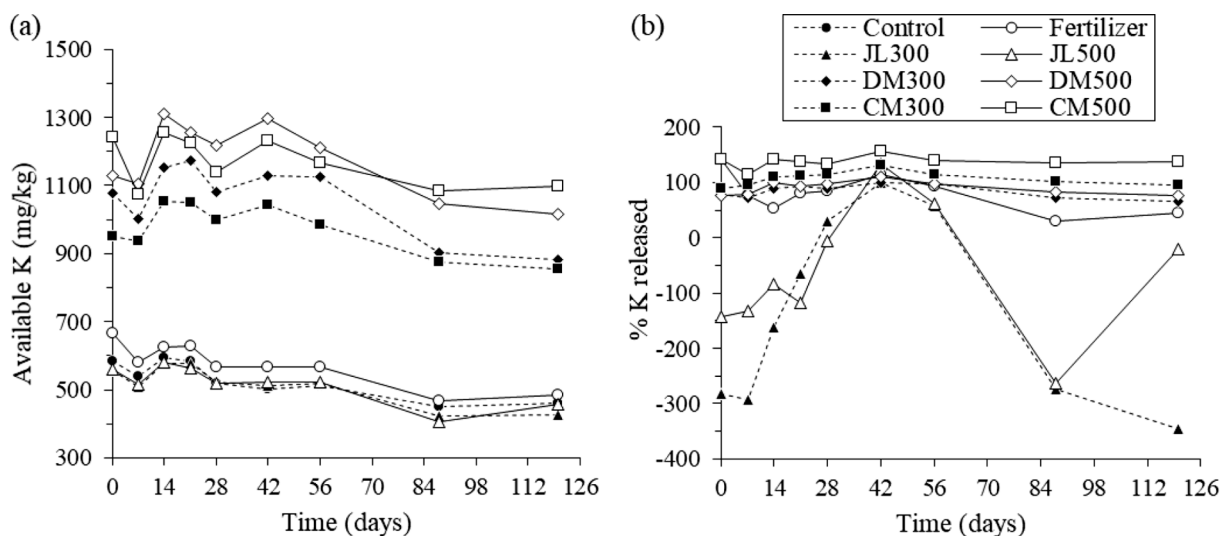 (a)
1500
1300
1100
900
700
500
300
Available K (mg/kg)
0 14 28 42 56 70 84 98 112 126
Time (days)
(b)
Control Fertilizer
JL300 JL500
DM300 DM500
CM300 CM500
200
100
0
-100
-200
-300
-400
% K released
0 14 28 42 56 70 84 98 112 126
Time (days)